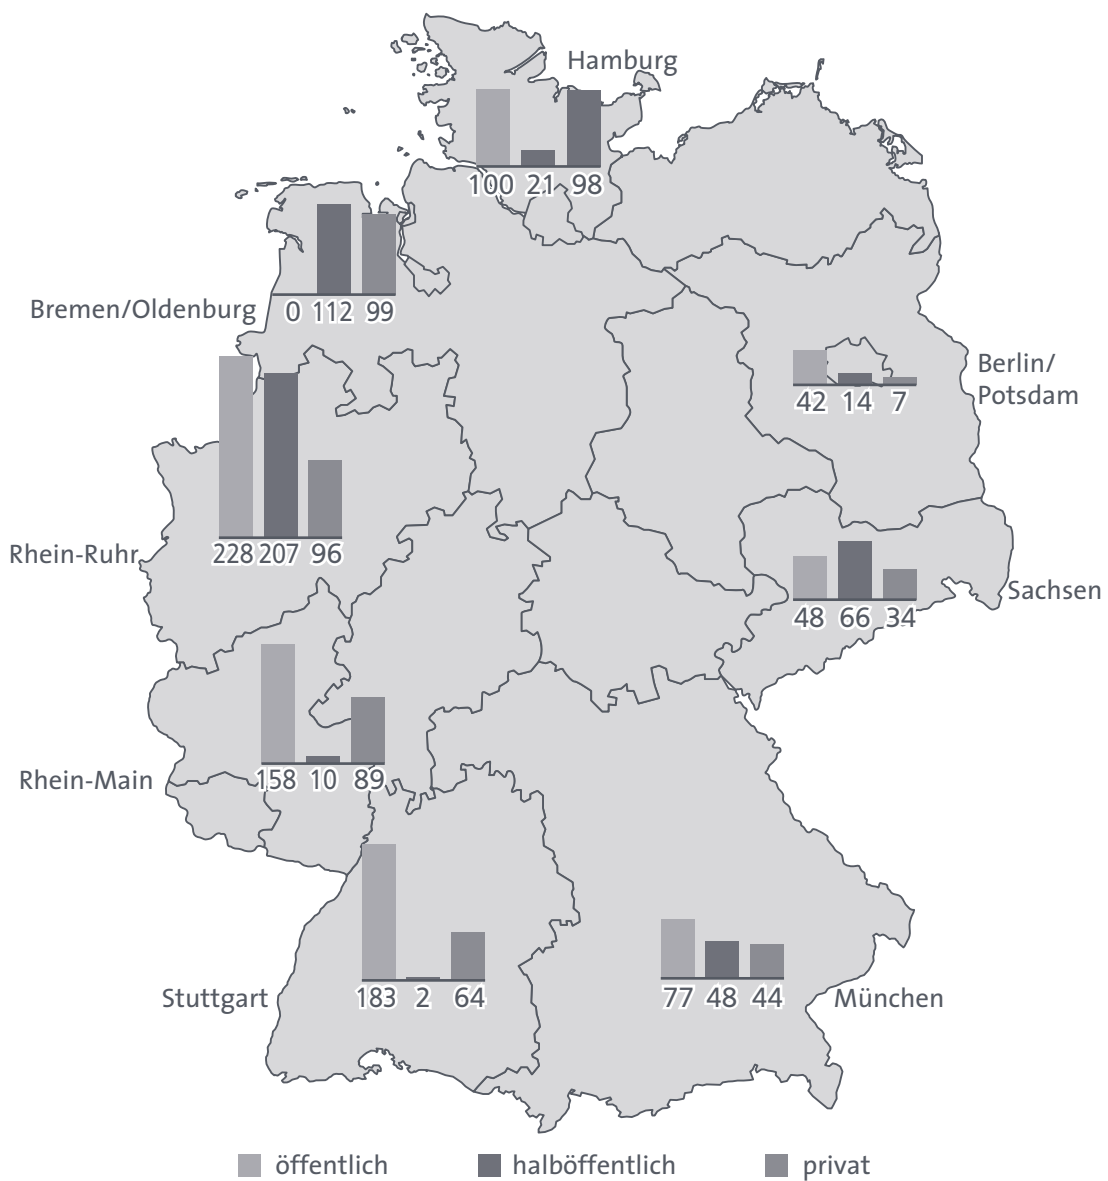 Hamburg
100 21 98
Bremen/Oldenburg
0 112 99
Berlin/
Potsdam
42 14 7
Rhein-Ruhr
228 207 96
Sachsen
48 66 34
Rhein-Main
158 10 89
Stuttgart
183 2 64
77 48 44
München
öffentlich halböffentlich privat